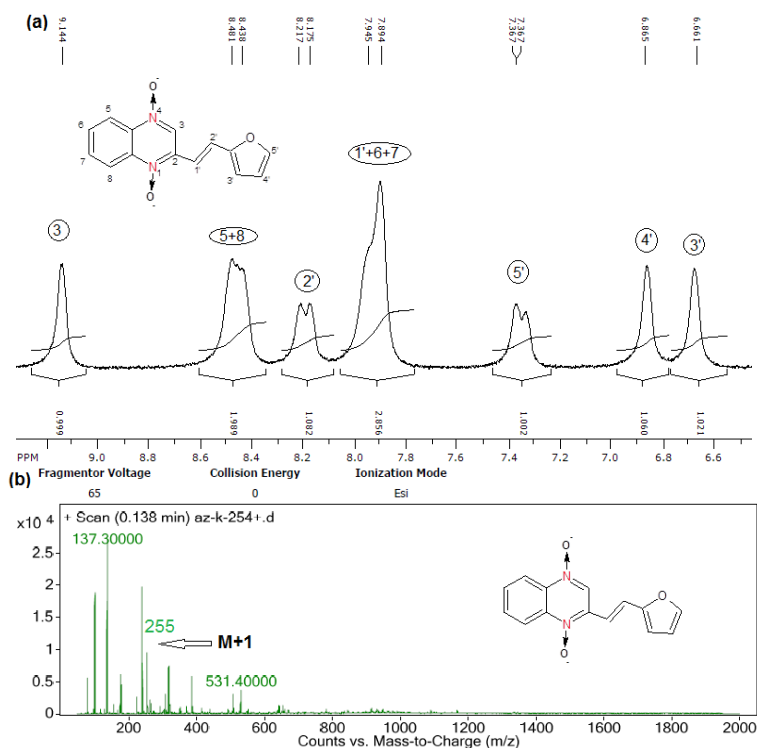 (a)
9.144 8.481 8.438 8.217 8.175 7.945 7.894 7.367 7.367 6.865 6.661
O-
N 4
5
3
6
7
8
2
N 1
O-
1'
2'
3'
4'
5'
O
3
5+8
2'
1'+6+7
5'
4'
3'
0.999 1.989 1.082 2.856 1.002 1.060 1.021
PPM 9.0 8.8 8.6 8.4 8.2 8.0 7.8 7.6 7.4 7.2 7.0 6.8 6.6
Fragmentor Voltage Collision Energy Ionization Mode
(b)
65 0 Esi
x10 4
+ Scan (0.138 min) az-k-254+.d
2.5
2
1.5
1
0.5
0
137.30000
255
M+1
531.40000
O-
N
N
O-
O
200 400 600 800 1000 1200 1400 1600 1800 2000
Counts vs. Mass-to-Charge (m/z)